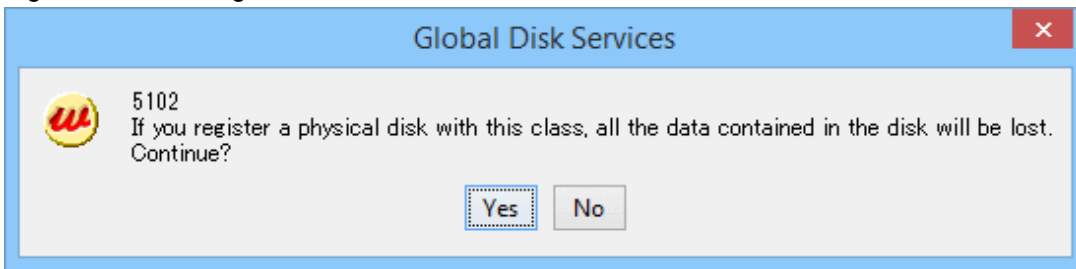 Global Disk Services
5102
If you register a physical disk with this class, all the data contained in the disk will be lost.
Continue?
Yes No